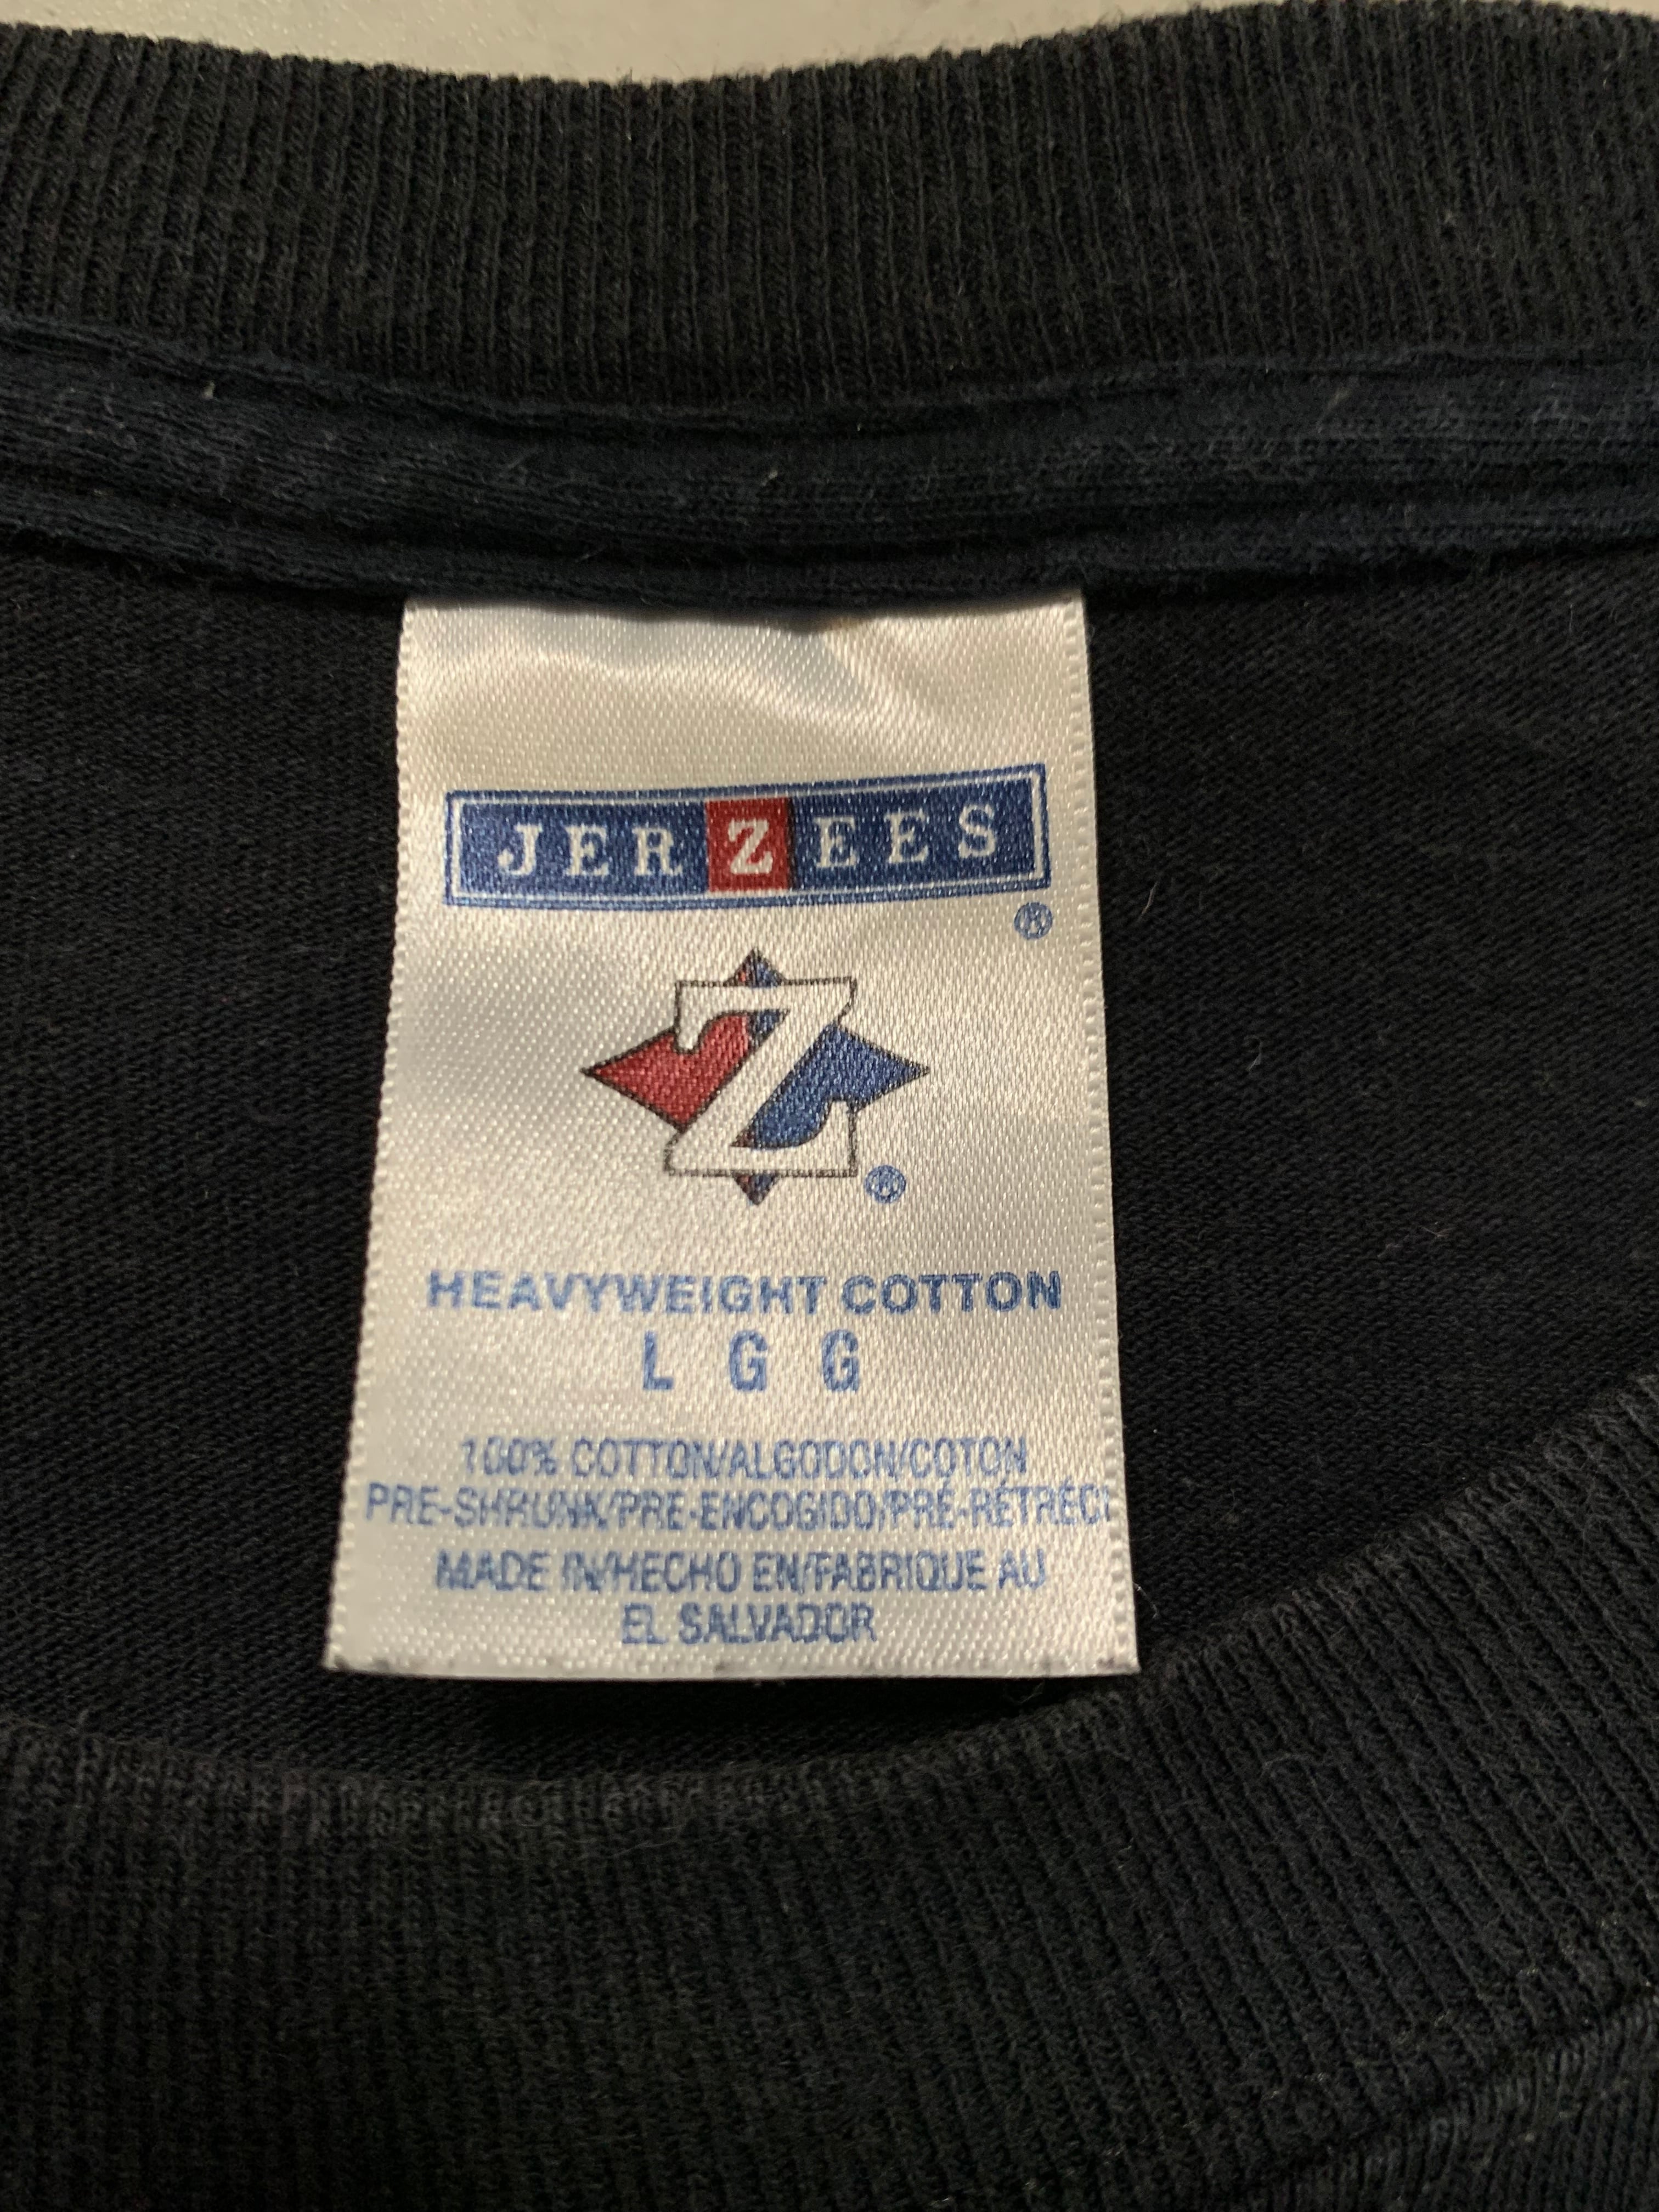 JERZEES
®
Z
®
HEAVYWEIGHT COTTON
L G G
100% COTTON/ALGODON/COTON
PRE-SHRUNK/PRE-ENCOGIDO/PRÉ-RÉTRÉCI
MADE IN/HECHO EN/FABRIQUE AU
EL SALVADOR